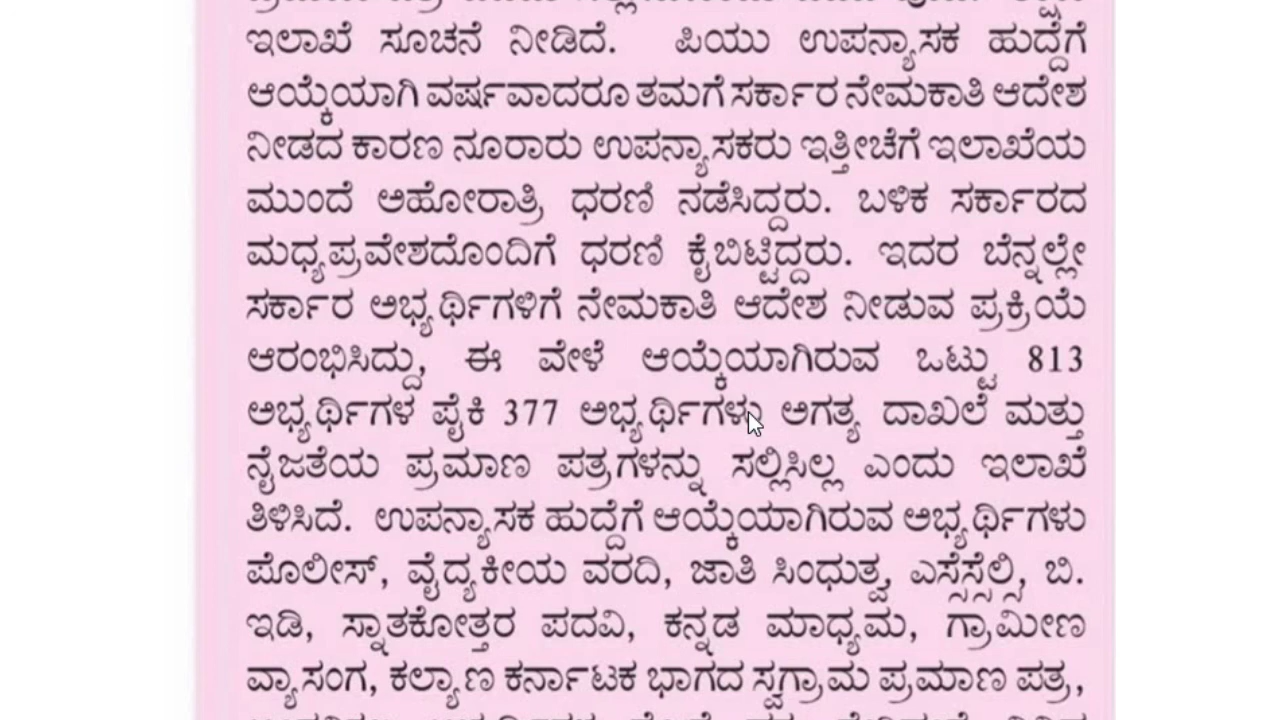 ಇಲಾಖೆ ಸೂಚನೆ ನೀಡಿದೆ. ಪಿಯು ಉಪನ್ಯಾಸಕ ಹುದ್ದೆಗೆ
ಆಯ್ಕೆಯಾಗಿ ವರ್ಷವಾದರೂ ತಮಗೆ ಸರ್ಕಾರ ನೇಮಕಾತಿ ಆದೇಶ
ನೀಡದ ಕಾರಣ ನೂರಾರು ಉಪನ್ಯಾಸಕರು ಇತ್ತೀಚೆಗೆ ಇಲಾಖೆಯ
ಮುಂದೆ ಅಹೋರಾತ್ರಿ ಧರಣಿ ನಡೆಸಿದ್ದರು. ಬಳಿಕ ಸರ್ಕಾರದ
ಮಧ್ಯಪ್ರವೇಶದೊಂದಿಗೆ ಧರಣಿ ಕೈಬಿಟ್ಟಿದ್ದರು. ಇದರ ಬೆನ್ನಲ್ಲೇ
ಸರ್ಕಾರ ಅಭ್ಯರ್ಥಿಗಳಿಗೆ ನೇಮಕಾತಿ ಆದೇಶ ನೀಡುವ ಪ್ರಕ್ರಿಯೆ
ಆರಂಭಿಸಿದ್ದು, ಈ ವೇಳೆ ಆಯ್ಕೆಯಾಗಿರುವ ಒಟ್ಟು 813
ಅಭ್ಯರ್ಥಿಗಳ ಪೈಕಿ 377 ಅಭ್ಯರ್ಥಿಗಳು ಅಗತ್ಯ ದಾಖಲೆ ಮತ್ತು
ನೈಜತೆಯ ಪ್ರಮಾಣ ಪತ್ರಗಳನ್ನು ಸಲ್ಲಿಸಿಲ್ಲ ಎಂದು ಇಲಾಖೆ
ತಿಳಿಸಿದೆ. ಉಪನ್ಯಾಸಕ ಹುದ್ದೆಗೆ ಆಯ್ಕೆಯಾಗಿರುವ ಅಭ್ಯರ್ಥಿಗಳು
ಪೊಲೀಸ್, ವೈದ್ಯಕೀಯ ವರದಿ, ಜಾತಿ ಸಿಂಧುತ್ವ, ಎಸ್ಸೆಸ್ಸೆಲ್ಸಿ, ಬಿ.
ಇಡಿ, ಸ್ನಾತಕೋತ್ತರ ಪದವಿ, ಕನ್ನಡ ಮಾಧ್ಯಮ, ಗ್ರಾಮೀಣ
ವ್ಯಾಸಂಗ, ಕಲ್ಯಾಣ ಕರ್ನಾಟಕ ಭಾಗದ ಸ್ವಗ್ರಾಮ ಪ್ರಮಾಣ ಪತ್ರ,